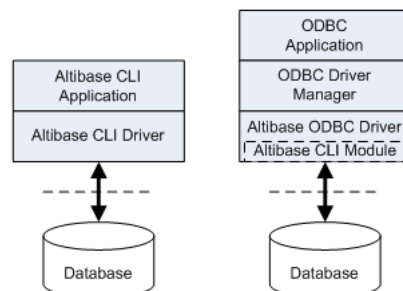 Altibase CLI
Application
Altibase CLI Driver
Database
ODBC
Application
ODBC Driver
Manager
Altibase ODBC Driver
Altibase CLI Module
Database